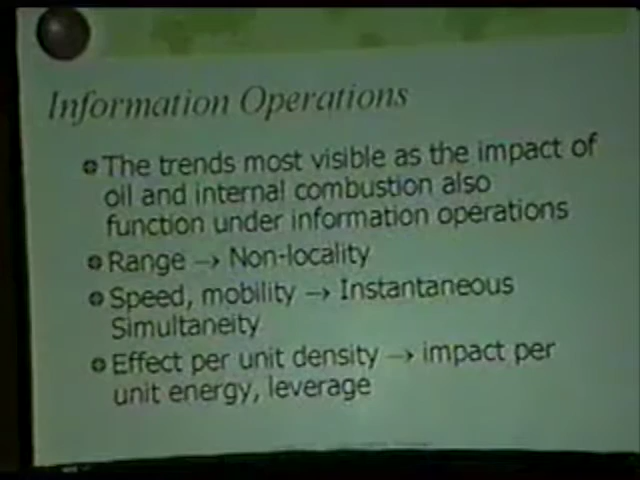 Information Operations
The trends most visible as the impact of
oil and internal combustion also
function under information operations
Range → Non-locality
Speed, mobility → Instantaneous
Simultaneity
Effect per unit density → impact per
unit energy, leverage